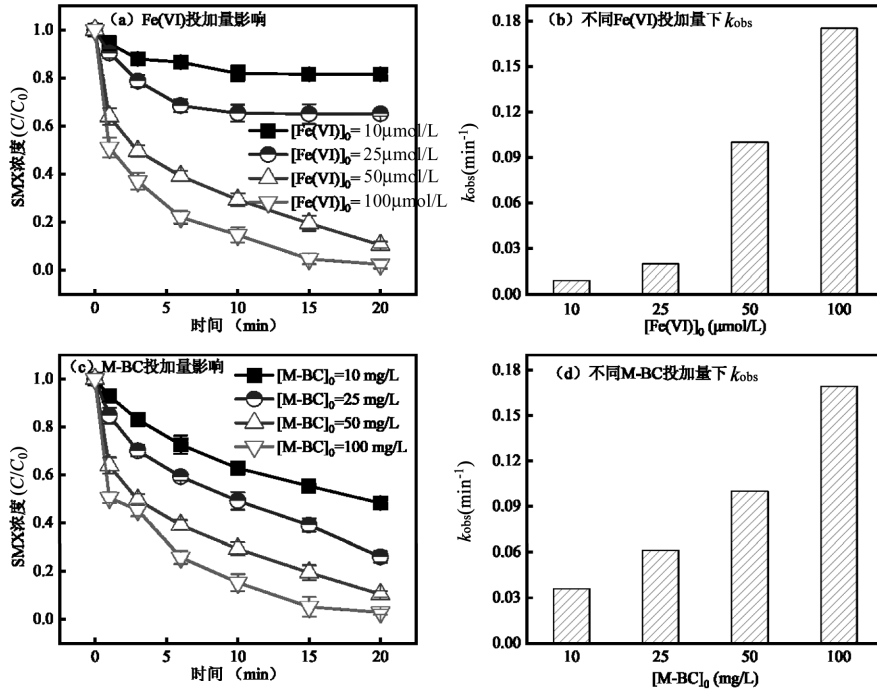 （a）Fe(VI)投加量影响
1.0
0.8
0.6
0.4
0.2
0.0
SMX浓度(C/C0)
[Fe(VI)]0= 10μmol/L
[Fe(VI)]0= 25μmol/L
[Fe(VI)]0= 50μmol/L
[Fe(VI)]0= 100μmol/L
0 5 10 15 20
时间 （min）
（b）不同Fe(VI)投加量下 kobs
0.18
0.15
0.12
0.09
0.06
0.03
0.00
kobs(min-1)
10 25 50 100
[Fe(VI)]0 (μmol/L)
（c）M-BC投加量影响
1.0
0.8
0.6
0.4
0.2
0.0
SMX浓度(C/C0)
[M-BC]0=10 mg/L
[M-BC]0=25 mg/L
[M-BC]0=50 mg/L
[M-BC]0=100 mg/L
0 5 10 15 20
时间 （min）
（d）不同M-BC投加量下 kobs
0.18
0.15
0.12
0.09
0.06
0.03
0.00
kobs(min-1)
10 25 50 100
[M-BC]0 (mg/L)